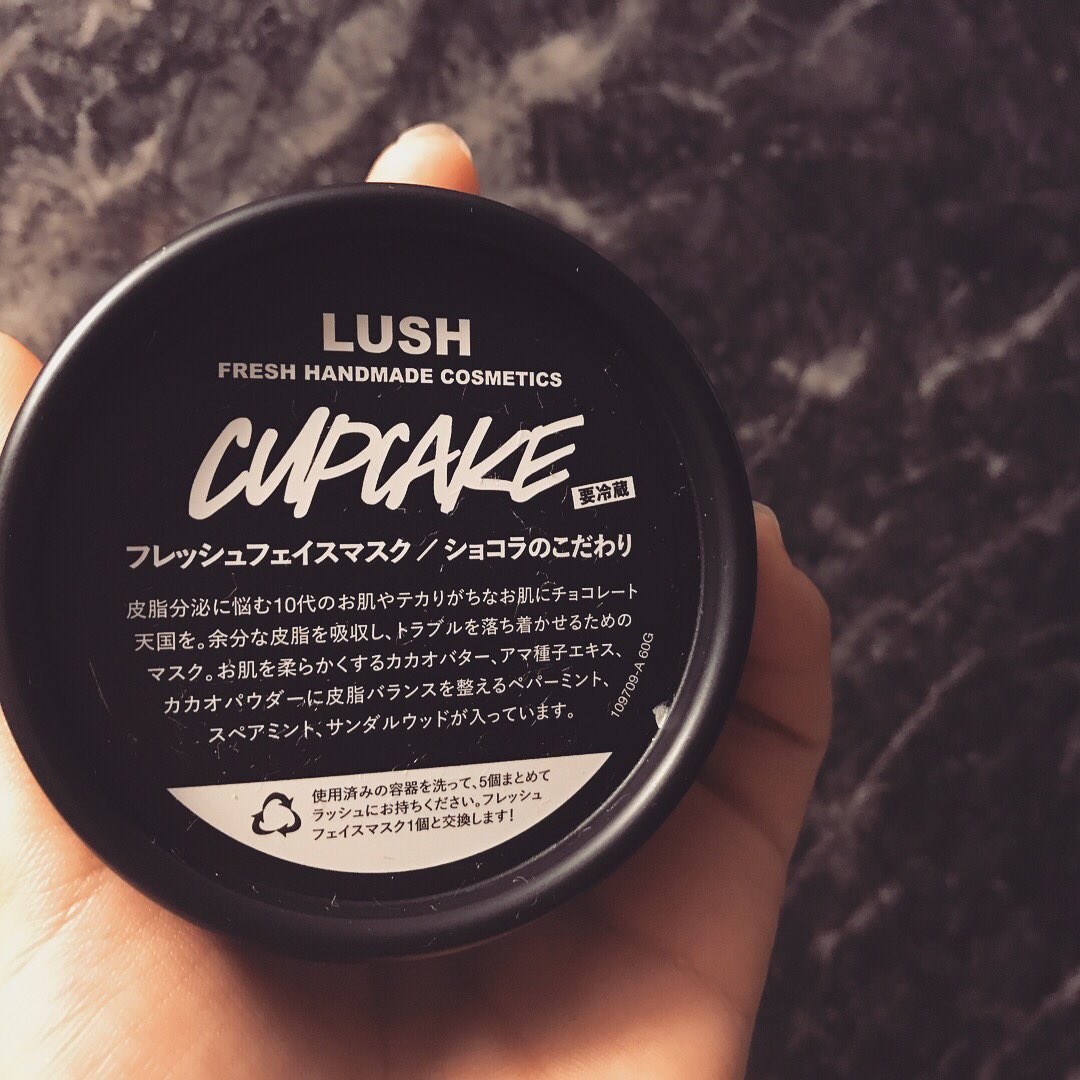 LUSH
FRESH HANDMADE COSMETICS
CUPCAKE
要冷蔵
フレッシュフェイスマスク/ショコラのこだわり
皮脂分泌に悩む10代のお肌やテカりがちなお肌にチョコレート
天国を。余分な皮脂を吸収し、トラブルを落ち着かせるための
マスク。お肌を柔らかくするカカオバター、アマ種子エキス、
カカオパウダーに皮脂バランスを整えるペパーミント、
スペアミント、サンダルウッドが入っています。
109709-A 60G
使用済みの容器を洗って、5個まとめて
ラッシュにお持ちください。フレッシュ
フェイスマスク1個と交換します!